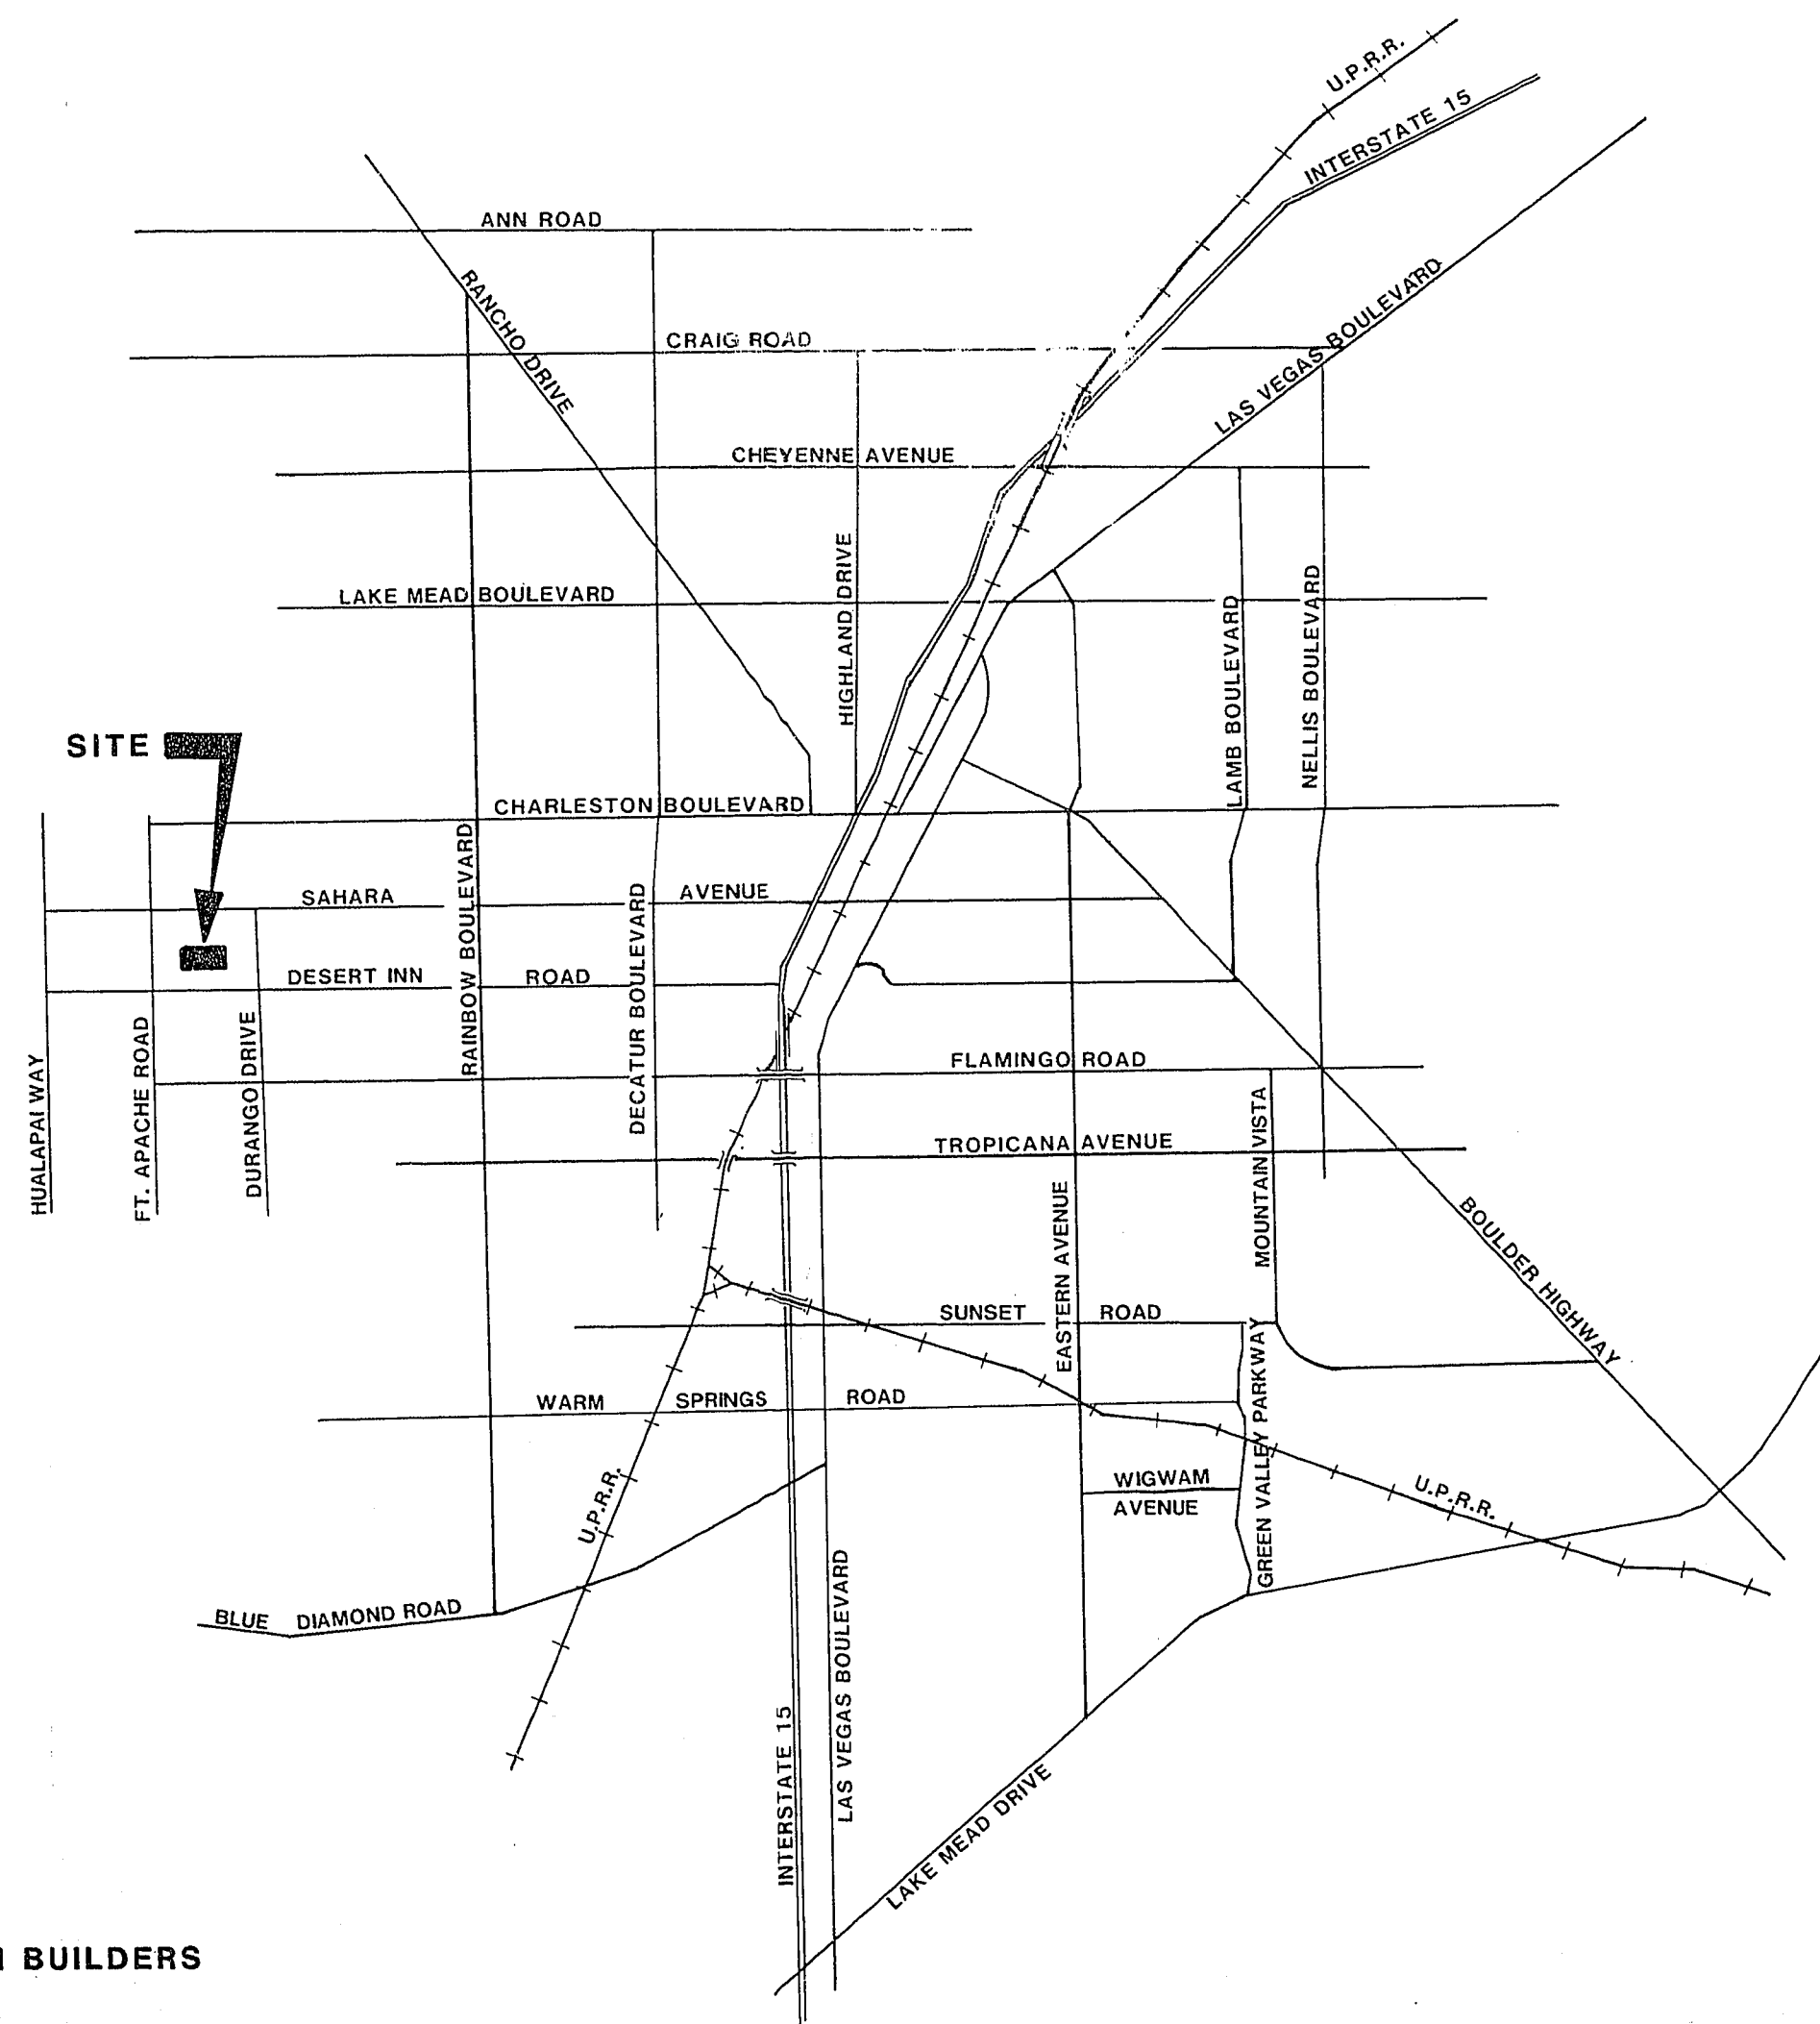 U.P.R.R.
INTERSTATE 15
ANN ROAD
RANCHO DRIVE
LAS VEGAS BOULEVARD
CRAIG ROAD
CHEYENNE AVENUE
HIGHLAND DRIVE
LAKE MEAD BOULEVARD
LAMB BOULEVARD
NELLIS BOULEVARD
SITE
CHARLESTON BOULEVARD
RAINBOW BOULEVARD
SAHARA AVENUE
DECATUR BOULEVARD
DESERT INN ROAD
HUALAPAI WAY
FT. APACHE ROAD
DURANGO DRIVE
FLAMINGO ROAD
MOUNTAIN VISTA
TROPICANA AVENUE
EASTERN AVENUE
BOULDER HIGHWAY
SUNSET ROAD
GREEN VALLEY PARKWAY
WARM SPRINGS ROAD
U.P.R.R.
WIGWAM
AVENUE
U.P.R.R.
BLUE DIAMOND ROAD
LAS VEGAS BOULEVARD
INTERSTATE 15
LAKE MEAD DRIVE
BUILDERS